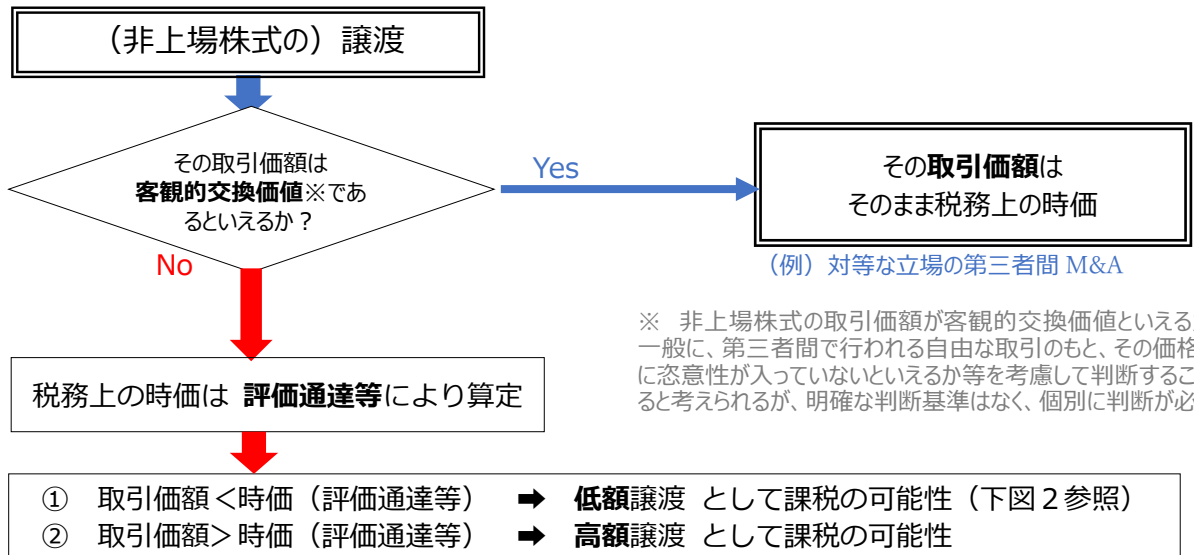 （非上場株式の）譲渡
その取引価額は
客観的交換価値※であ
るといえるか？
Yes
その取引価額は
そのまま税務上の時価
（例）対等な立場の第三者間 M&A
No
※　非上場株式の取引価額が客観的交換価値といえる
一般に、第三者間で行われる自由な取引のもと、その価格
に恣意性が入っていないといえるか等を考慮して判断するこ
ると考えられるが、明確な判断基準はなく、個別に判断が必
税務上の時価は 評価通達等により算定
①　取引価額＜時価（評価通達等）　➡　低額譲渡 として課税の可能性（下図２参照）
②　取引価額＞時価（評価通達等）　➡　高額譲渡 として課税の可能性